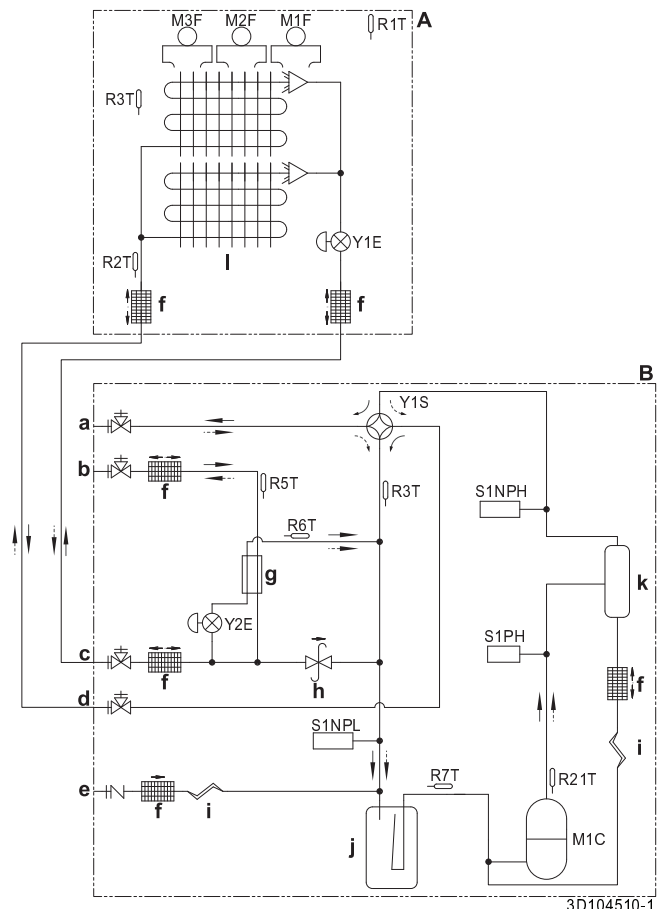 M3F M2F M1F
R1T A
R3T
Y1E
R2T
l
f f
B
a Y1S
b
f R5T R3T
S1NPH
R6T
g k
Y2E
c S1PH
f h f
d
S1NPL
i
e R7T R21T
f i
j M1C
3D104510-1